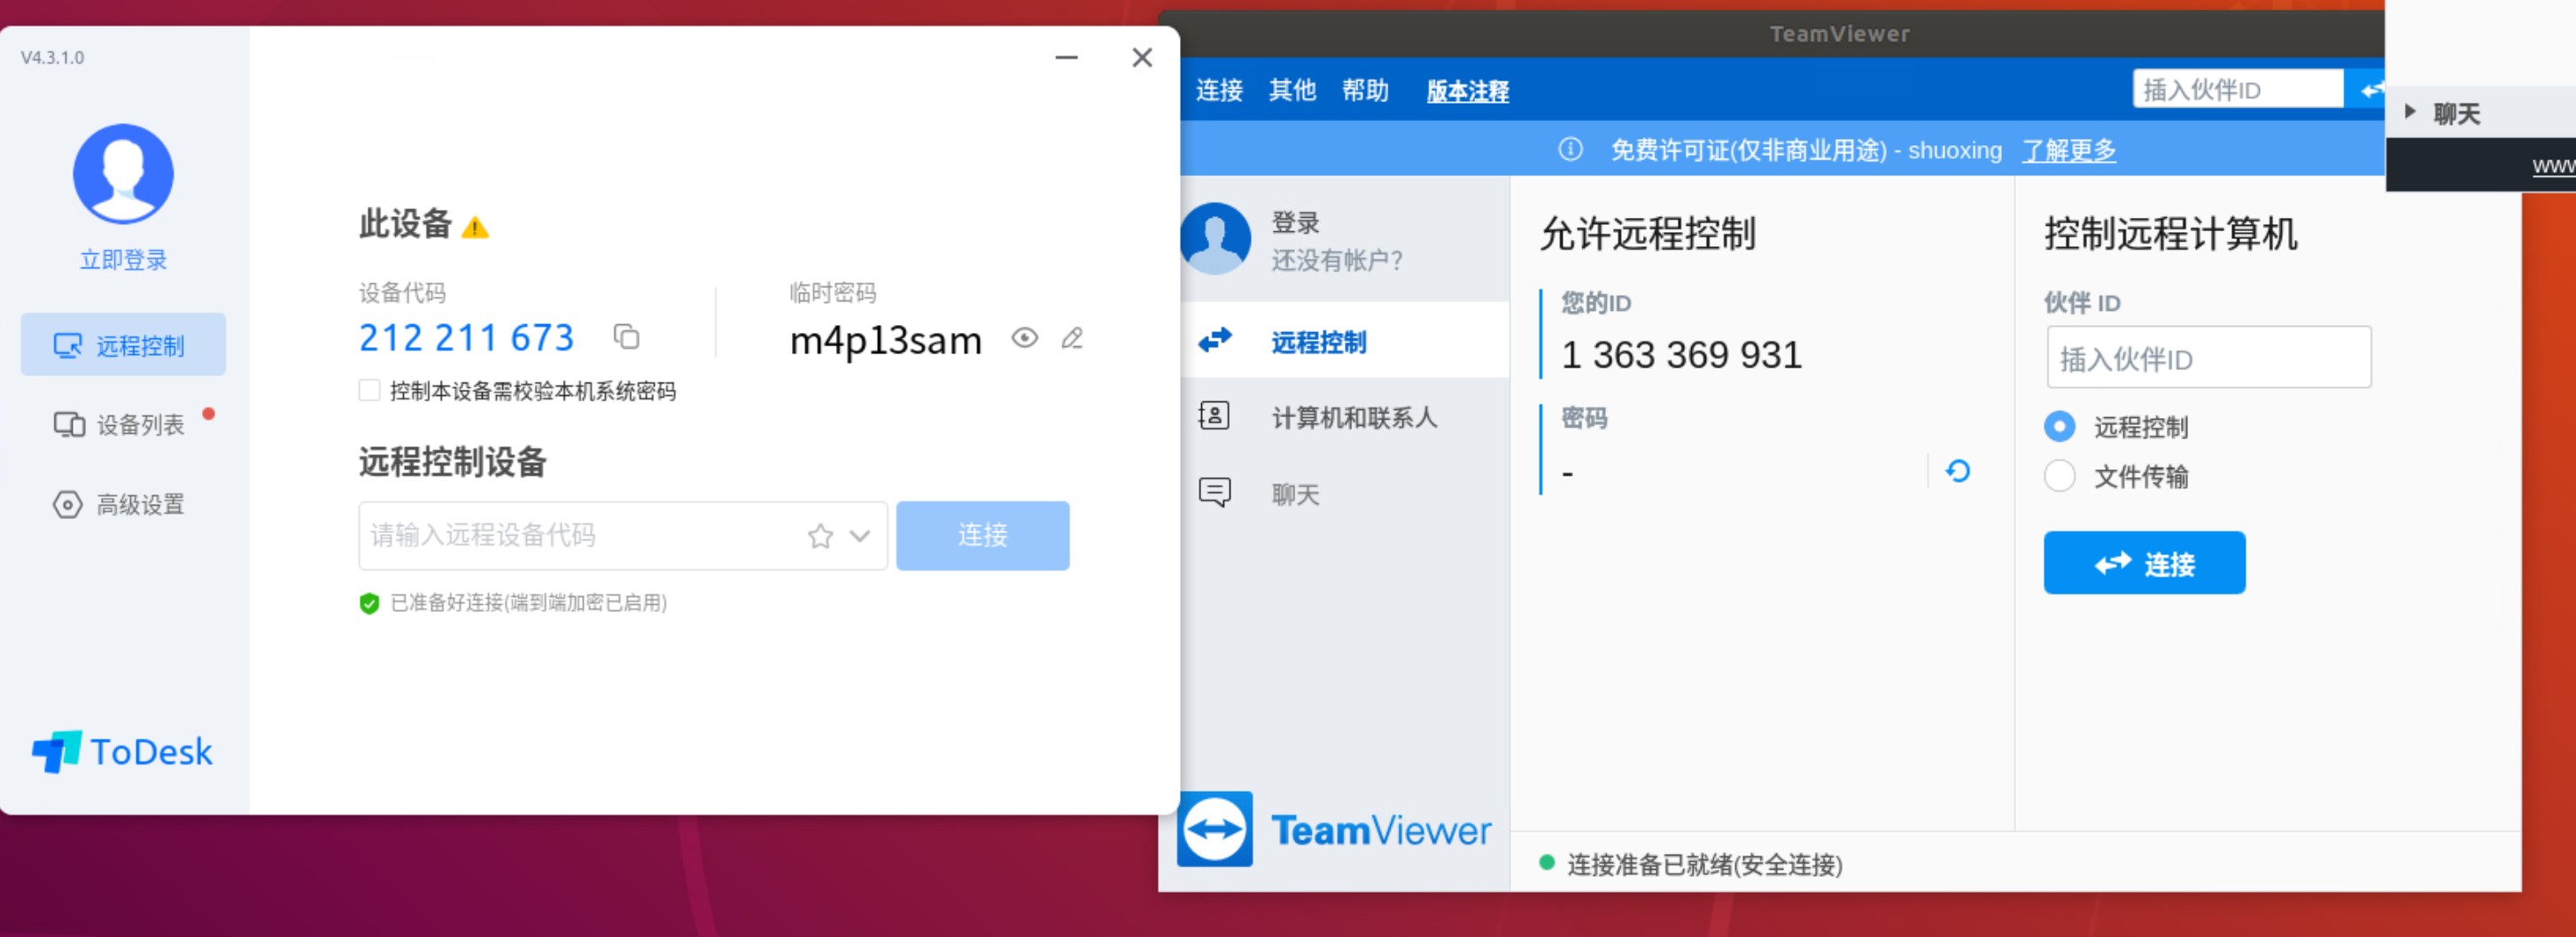 V4.3.1.0
立即登录
远程控制
设备列表
高级设置
ToDesk
此设备
设备代码
212 211 673
临时密码
m4p13sam
控制本设备需校验本机系统密码
远程控制设备
请输入远程设备代码
连接
已准备好连接(端到端加密已启用)
TeamViewer
连接 其他 帮助 版本注释
插入伙伴ID
免费许可证(仅非商业用途) - shuoxing 了解更多
登录
还没有帐户?
远程控制
计算机和联系人
聊天
TeamViewer
允许远程控制
您的ID
1 363 369 931
密码
-
控制远程计算机
伙伴 ID
插入伙伴ID
远程控制
文件传输
连接
连接准备已就绪(安全连接)
聊天
www